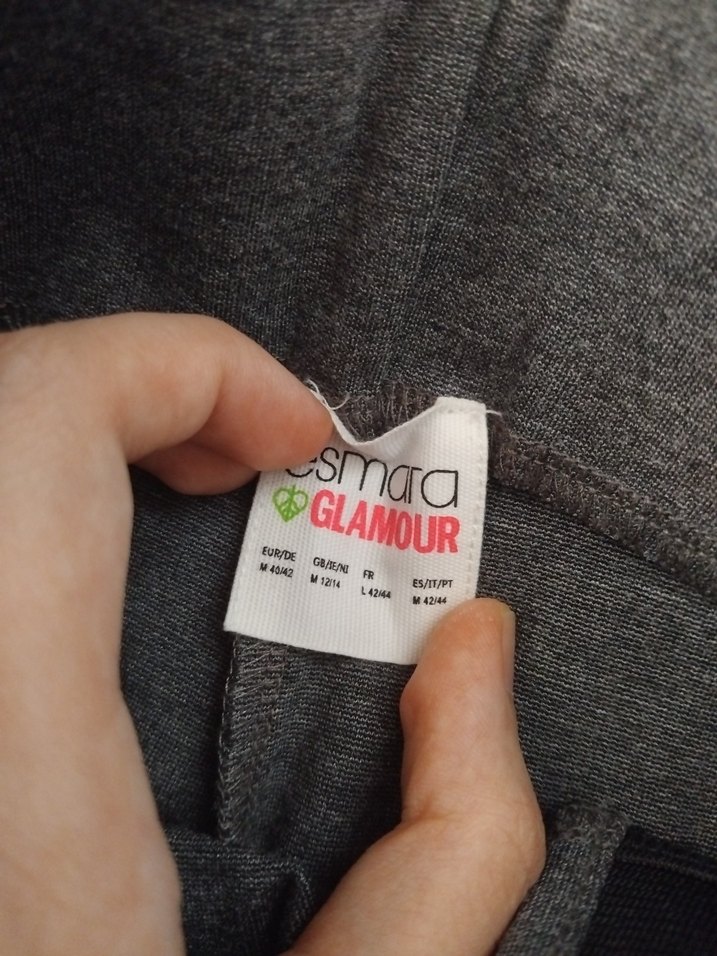 esmara
GLAMOUR
EUR/DE GB/IE/NI FR ES/IT/PT
M 40/42 M 12/14 L 42/44 M 42/44